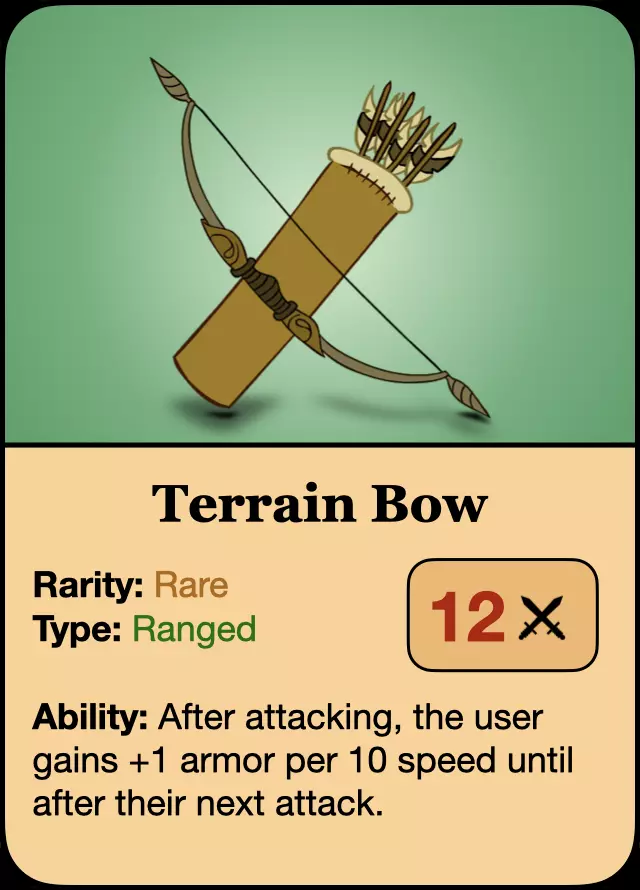 Terrain Bow
Rarity: Rare
Type: Ranged
12
Ability: After attacking, the user
gains +1 armor per 10 speed until
after their next attack.